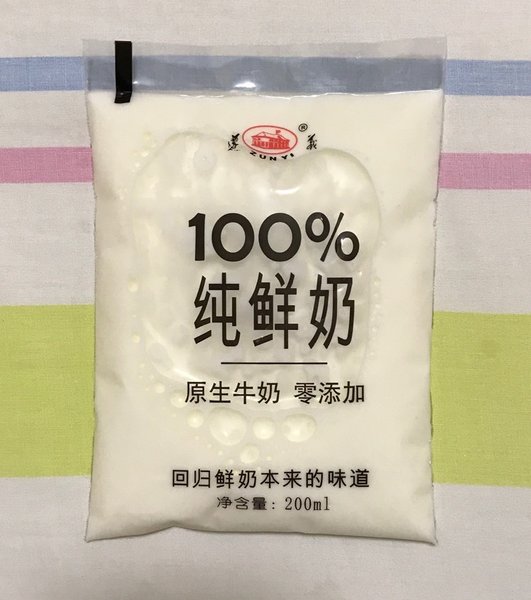 遵 ® 义
ZUNYI
100%
纯鲜奶
原生牛奶 零添加
回归鲜奶本来的味道
净含量: 200ml